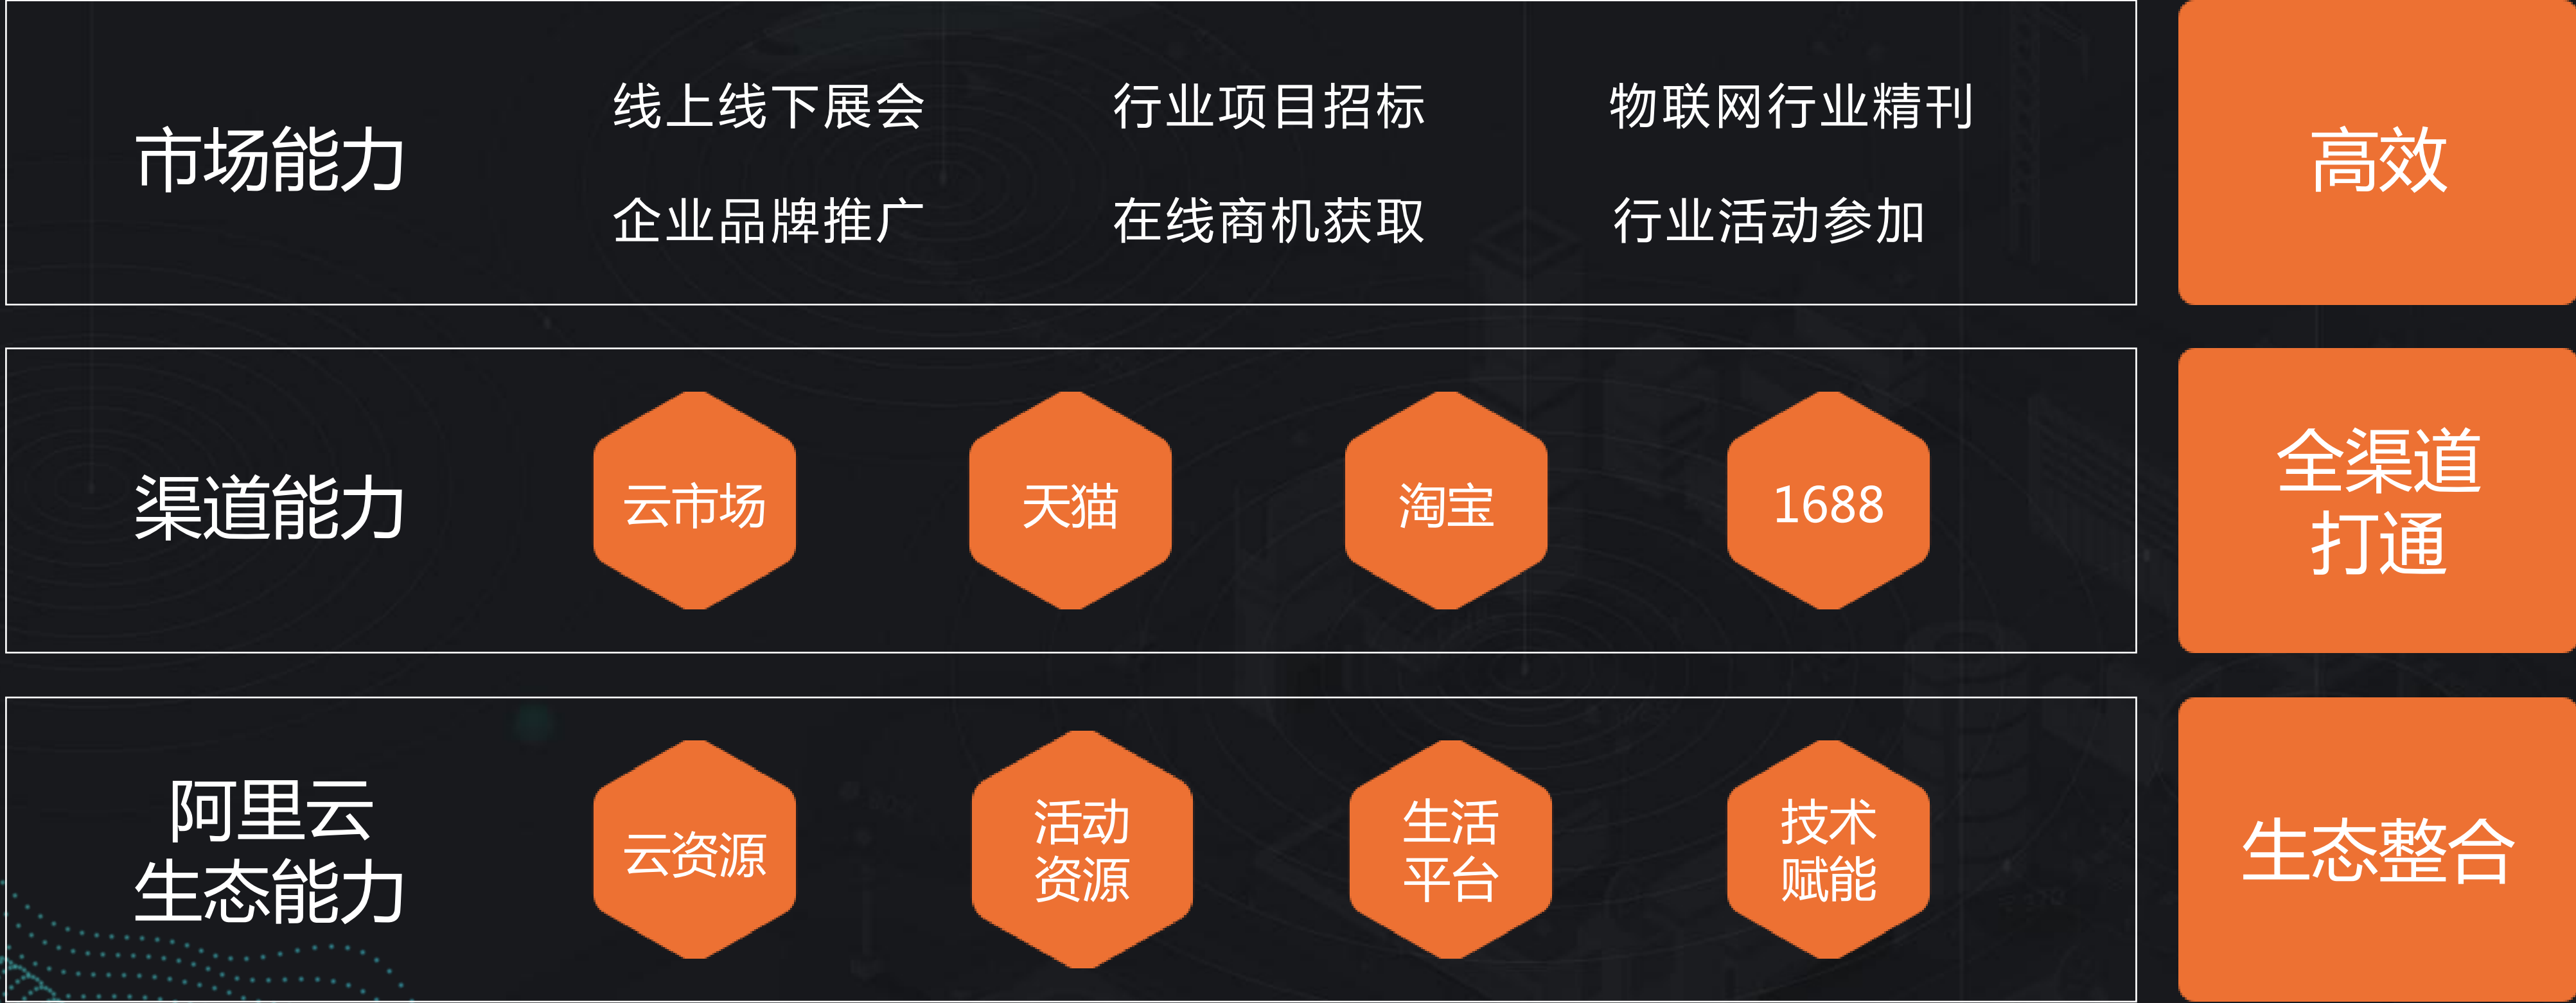 市场能力
线上线下展会
行业项目招标
物联网行业精刊
企业品牌推广
在线商机获取
行业活动参加
高效
渠道能力
云市场
天猫
淘宝
1688
全渠道
打通
阿里云
生态能力
云资源
活动
资源
生活
平台
技术
赋能
生态整合